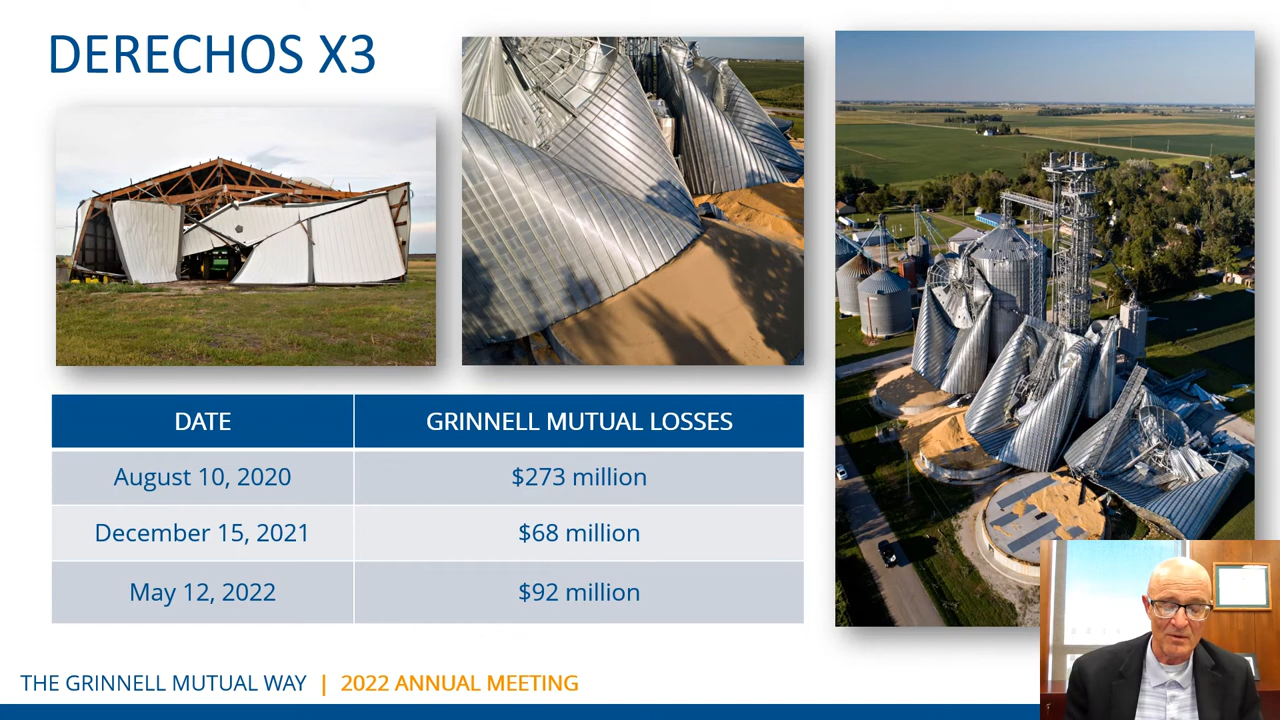 DERECHOS X3
DATE GRINNELL MUTUAL LOSSES
August 10, 2020 $273 million
December 15, 2021 $68 million
May 12, 2022 $92 million
THE GRINNELL MUTUAL WAY | 2022 ANNUAL MEETING